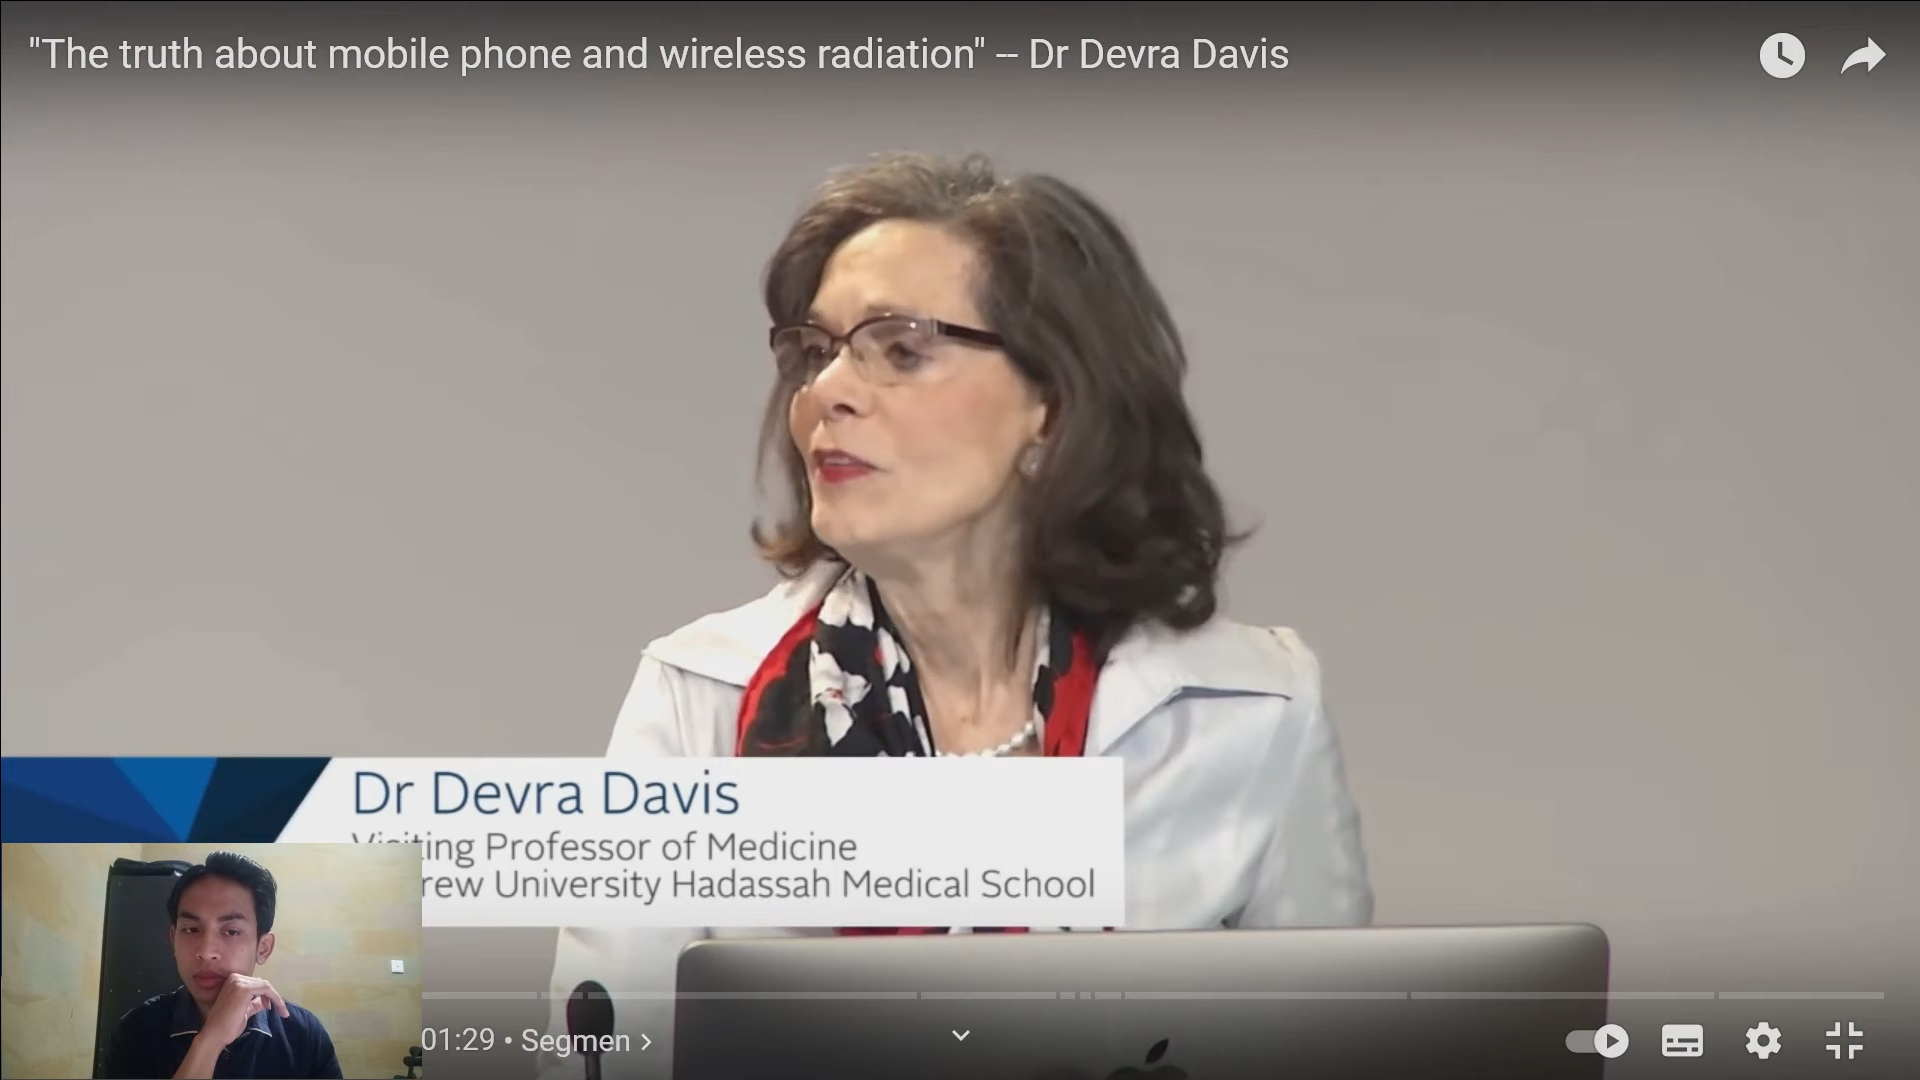 "The truth about mobile phone and wireless radiation" -- Dr Devra Davis
Dr Devra Davis
Visiting Professor of Medicine
rew University Hadassah Medical School
01:29 • Segmen >